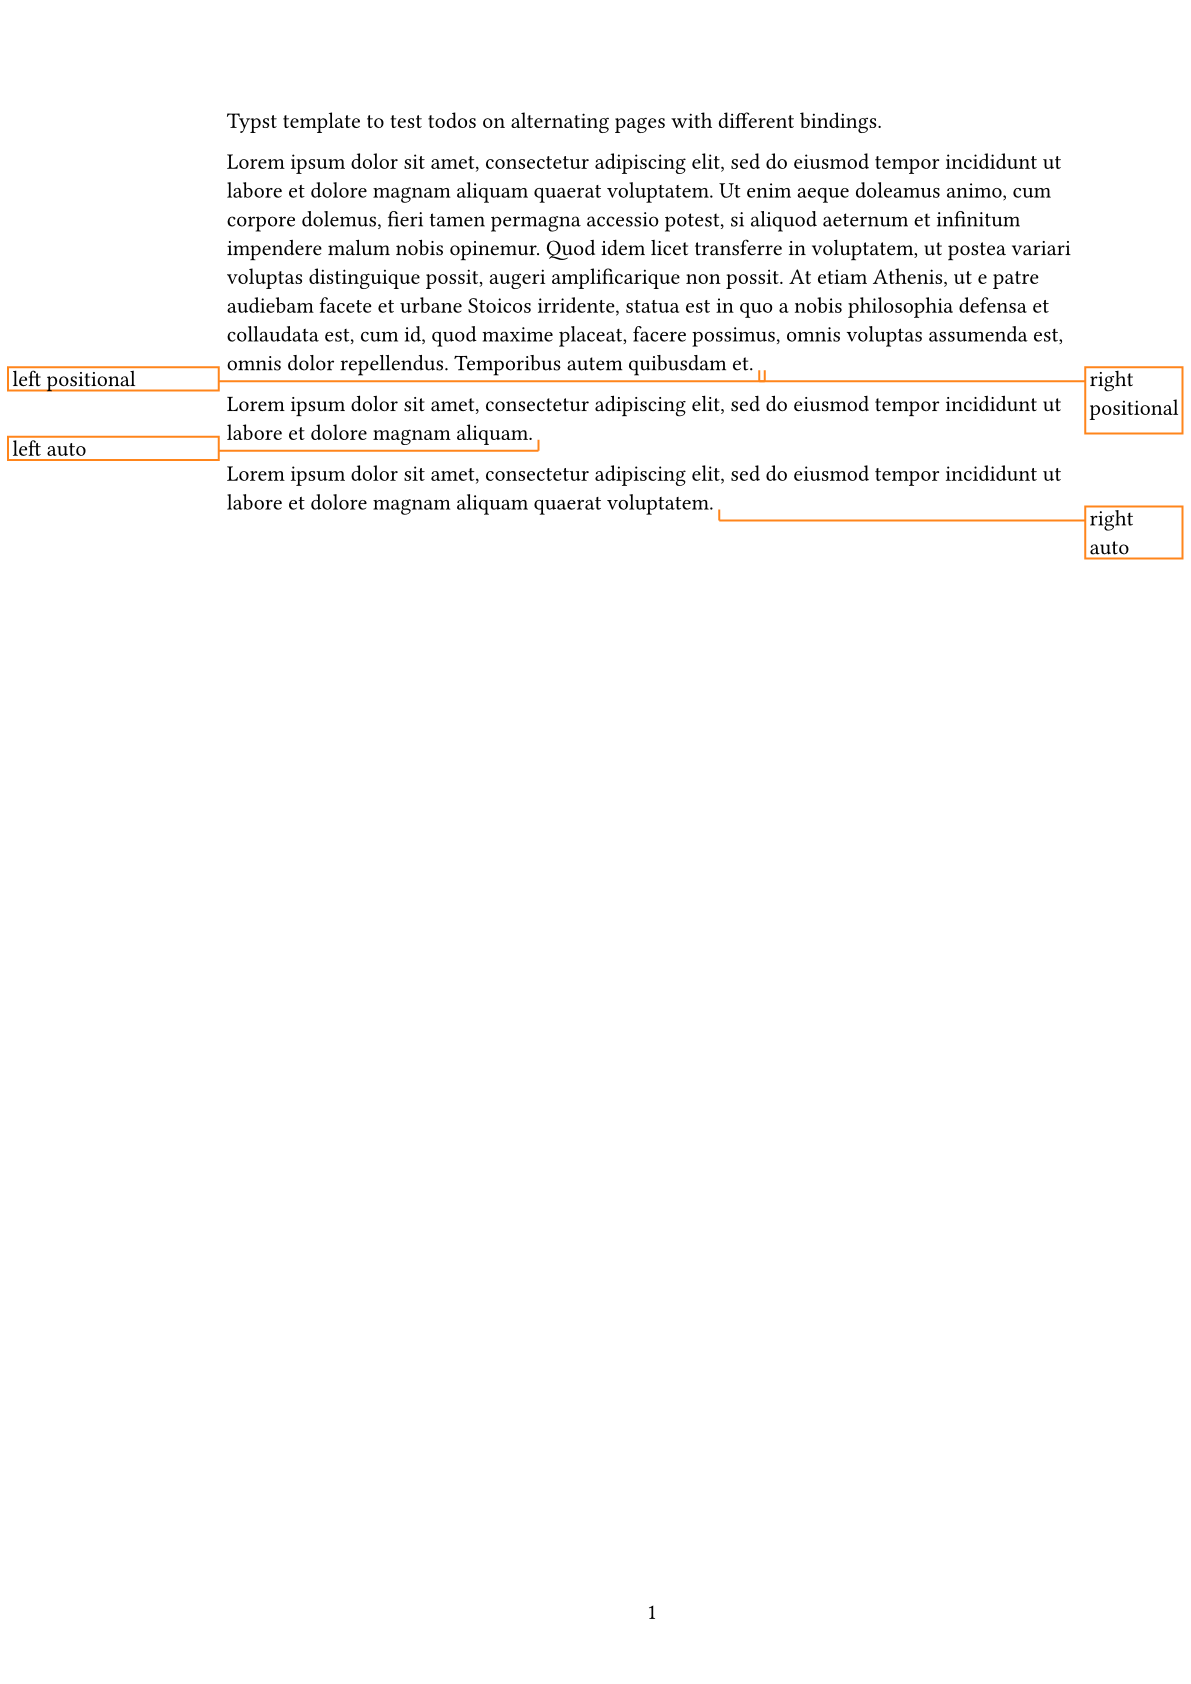 Typst template to test todos on alternating pages with different bindings.
Lorem ipsum dolor sit amet, consectetur adipiscing elit, sed do eiusmod tempor incididunt ut
labore et dolore magnam aliquam quaerat voluptatem. Ut enim aeque doleamus animo, cum
corpore dolemus, fieri tamen permagna accessio potest, si aliquod aeternum et infinitum
impendere malum nobis opinemur. Quod idem licet transferre in voluptatem, ut postea variari
voluptas distinguique possit, augeri amplificarique non possit. At etiam Athenis, ut e patre
audiebam facete et urbane Stoicos irridente, statua est in quo a nobis philosophia defensa et
collaudata est, cum id, quod maxime placeat, facere possimus, omnis voluptas assumenda est,
omnis dolor repellendus. Temporibus autem quibusdam et.
left positional
right
positional
Lorem ipsum dolor sit amet, consectetur adipiscing elit, sed do eiusmod tempor incididunt ut
labore et dolore magnam aliquam.
left auto
Lorem ipsum dolor sit amet, consectetur adipiscing elit, sed do eiusmod tempor incididunt ut
labore et dolore magnam aliquam quaerat voluptatem.
right
auto
1